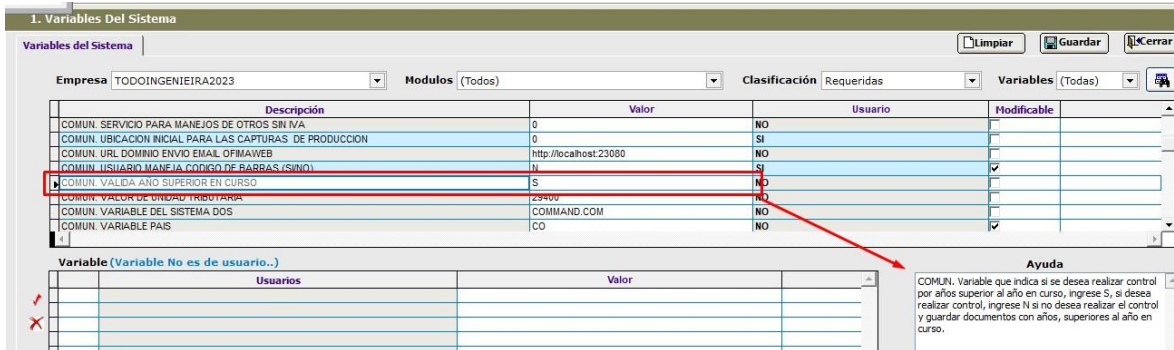 1. Variables Del Sistema
Variables del Sistema
Limpiar Guardar Cerrar
Empresa TODOINGENIEIRA2023 Modulos (Todos) Clasificación Requeridas Variables (Todas)
Descripción Valor Usuario Modificable
COMUN. SERVICIO PARA MANEJOS DE OTROS SIN IVA 0 NO
COMUN. UBICACION INICIAL PARA LAS CAPTURAS DE PRODUCCION 0 SI
COMUN. URL DOMINIO ENVIO EMAIL OFIMAWEB http://localhost:23080 NO
COMUN. USUARIO MANEJA CODIGO DE BARRAS (SI/NO) N SI
COMUN. VALIDA AÑO SUPERIOR EN CURSO S NO
COMUN. VALOR DE UNIDAD TRIBUTARIA 29400 NO
COMUN. VARIABLE DEL SISTEMA DOS COMMAND.COM NO
COMUN. VARIABLE PAIS CO NO
Variable (Variable No es de usuario..) Ayuda
Usuarios Valor
COMUN. Variable que indica si se desea realizar control
por años superior al año en curso, ingrese S, si desea
realizar control, ingrese N si no desea realizar el control
y guardar documentos con años, superiores al año en
curso.